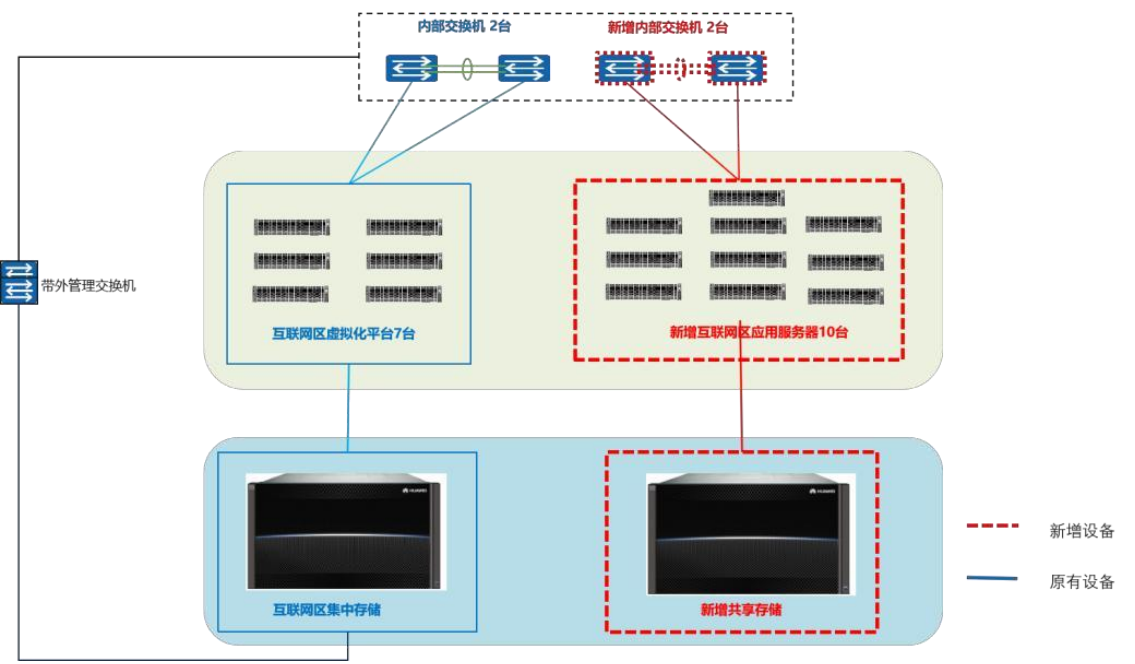 内部交换机 2台
新增内部交换机 2台
带外管理交换机
互联网区虚拟化平台7台
新增互联网区应用服务器10台
HUAWEI
HUAWEI
互联网区集中存储
新增共享存储
新增设备
原有设备